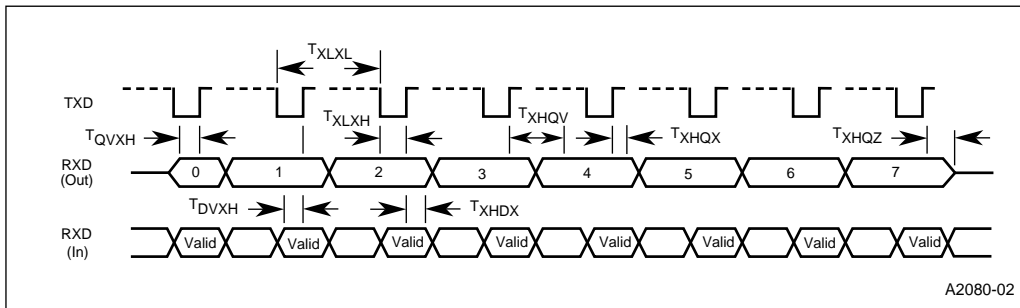 TXLXL
TXD
TXLXH
TXHQV
TQVXH
TXHQX
TXHQZ
RXD
(Out)
0 1 2 3 4 5 6 7
TDVXH
TXHDX
RXD
(In)
Valid Valid Valid Valid Valid Valid Valid Valid
A2080-02